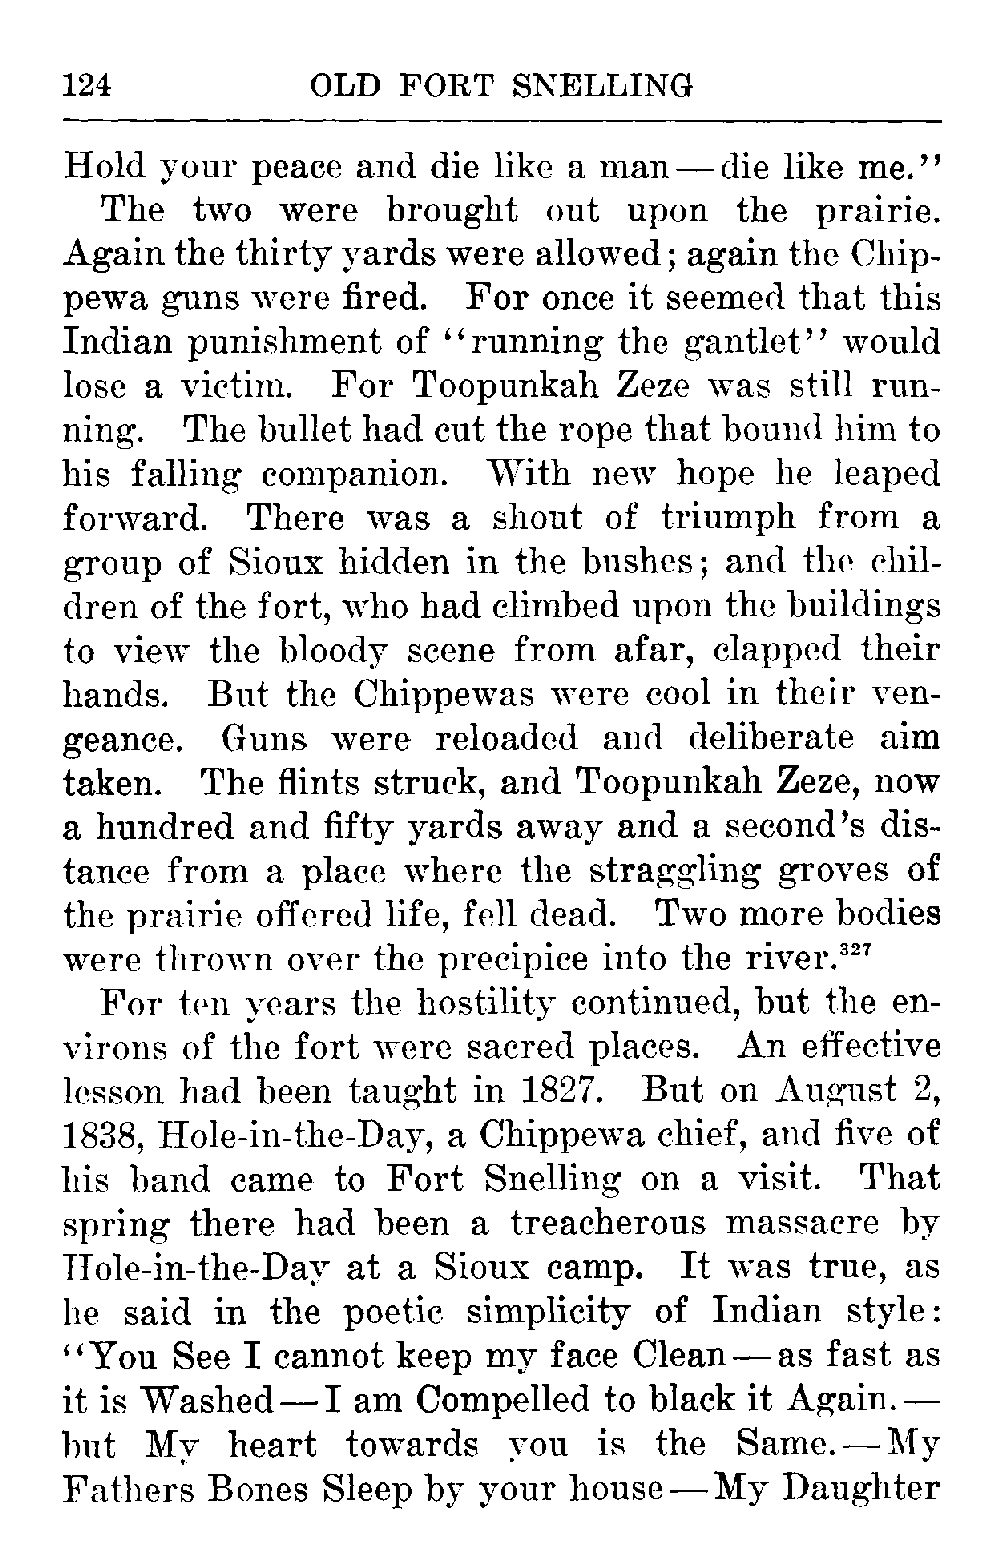 124 OLD FORT SNELLING
Hold your peace and die like a man — die like me.”
The two were brought out upon the prairie.
Again the thirty yards were allowed; again the Chip-
pewa guns were fired. For once it seemed that this
Indian punishment of “running the gantlet” would
lose a victim. For Toopunkah Zeze was still run-
ning. The bullet had cut the rope that bound him to
his falling companion. With new hope he leaped
forward. There was a shout of triumph from a
group of Sioux hidden in the bushes; and the chil-
dren of the fort, who had climbed upon the buildings
to view the bloody scene from afar, clapped their
hands. But the Chippewas were cool in their ven-
geance. Guns were reloaded and deliberate aim
taken. The flints struck, and Toopunkah Zeze, now
a hundred and fifty yards away and a second’s dis-
tance from a place where the straggling groves of
the prairie offered life, fell dead. Two more bodies
were thrown over the precipice into the river.³²⁷
For ten years the hostility continued, but the en-
virons of the fort were sacred places. An effective
lesson had been taught in 1827. But on August 2,
1838, Hole-in-the-Day, a Chippewa chief, and five of
his band came to Fort Snelling on a visit. That
spring there had been a treacherous massacre by
Hole-in-the-Day at a Sioux camp. It was true, as
he said in the poetic simplicity of Indian style:
“You See I cannot keep my face Clean — as fast as
it is Washed — I am Compelled to black it Again. —
but My heart towards you is the Same. — My
Fathers Bones Sleep by your house — My Daughter